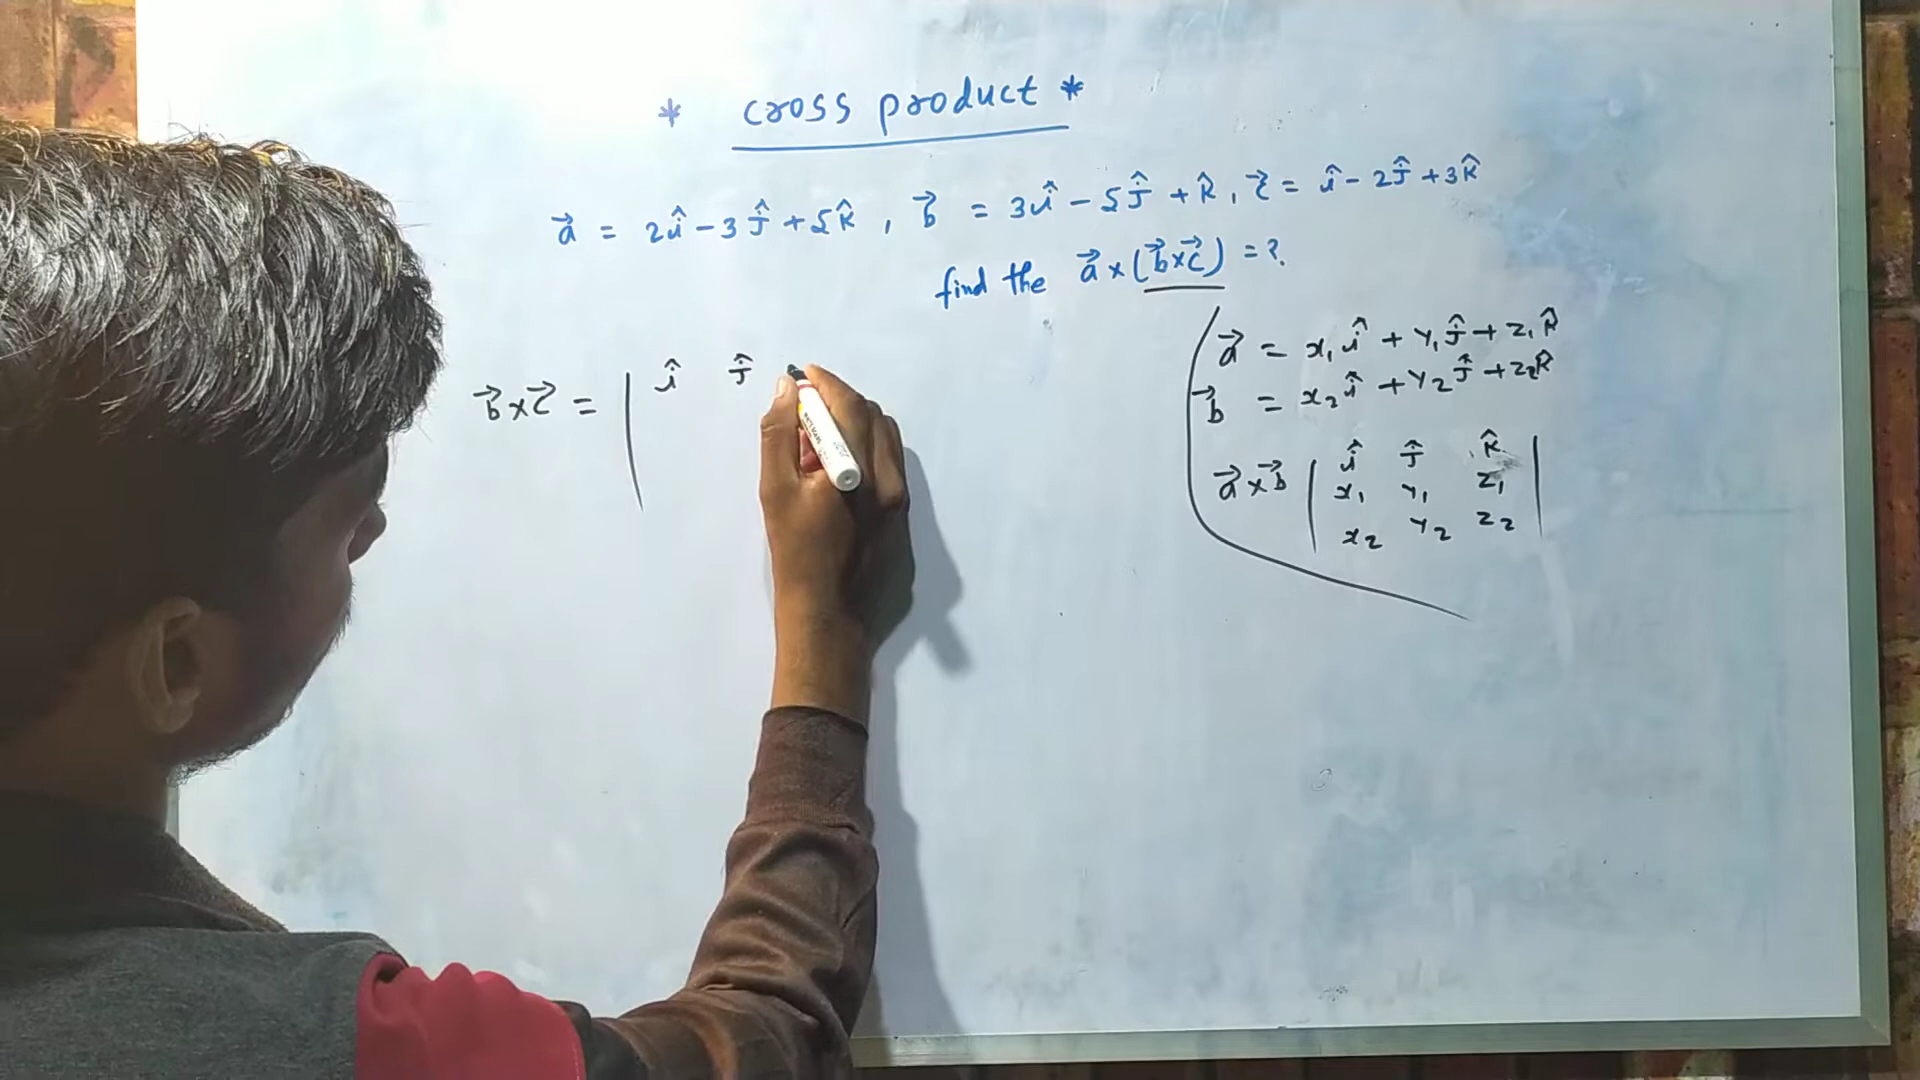 * cross product *
a⃗ = 2î - 3ĵ + 5k̂ , b⃗ = 3î - 5ĵ + k̂ , c⃗ = î - 2ĵ + 3k̂
find the a⃗ × (b⃗ × c⃗) = ?.
a⃗ = x₁î + y₁ĵ + z₁k̂
b⃗ = x₂î + y₂ĵ + z₂k̂
b⃗ × c⃗ = | î ĵ
a⃗ × b⃗ | î ĵ k̂ |
x₁ y₁ z₁
x₂ y₂ z₂